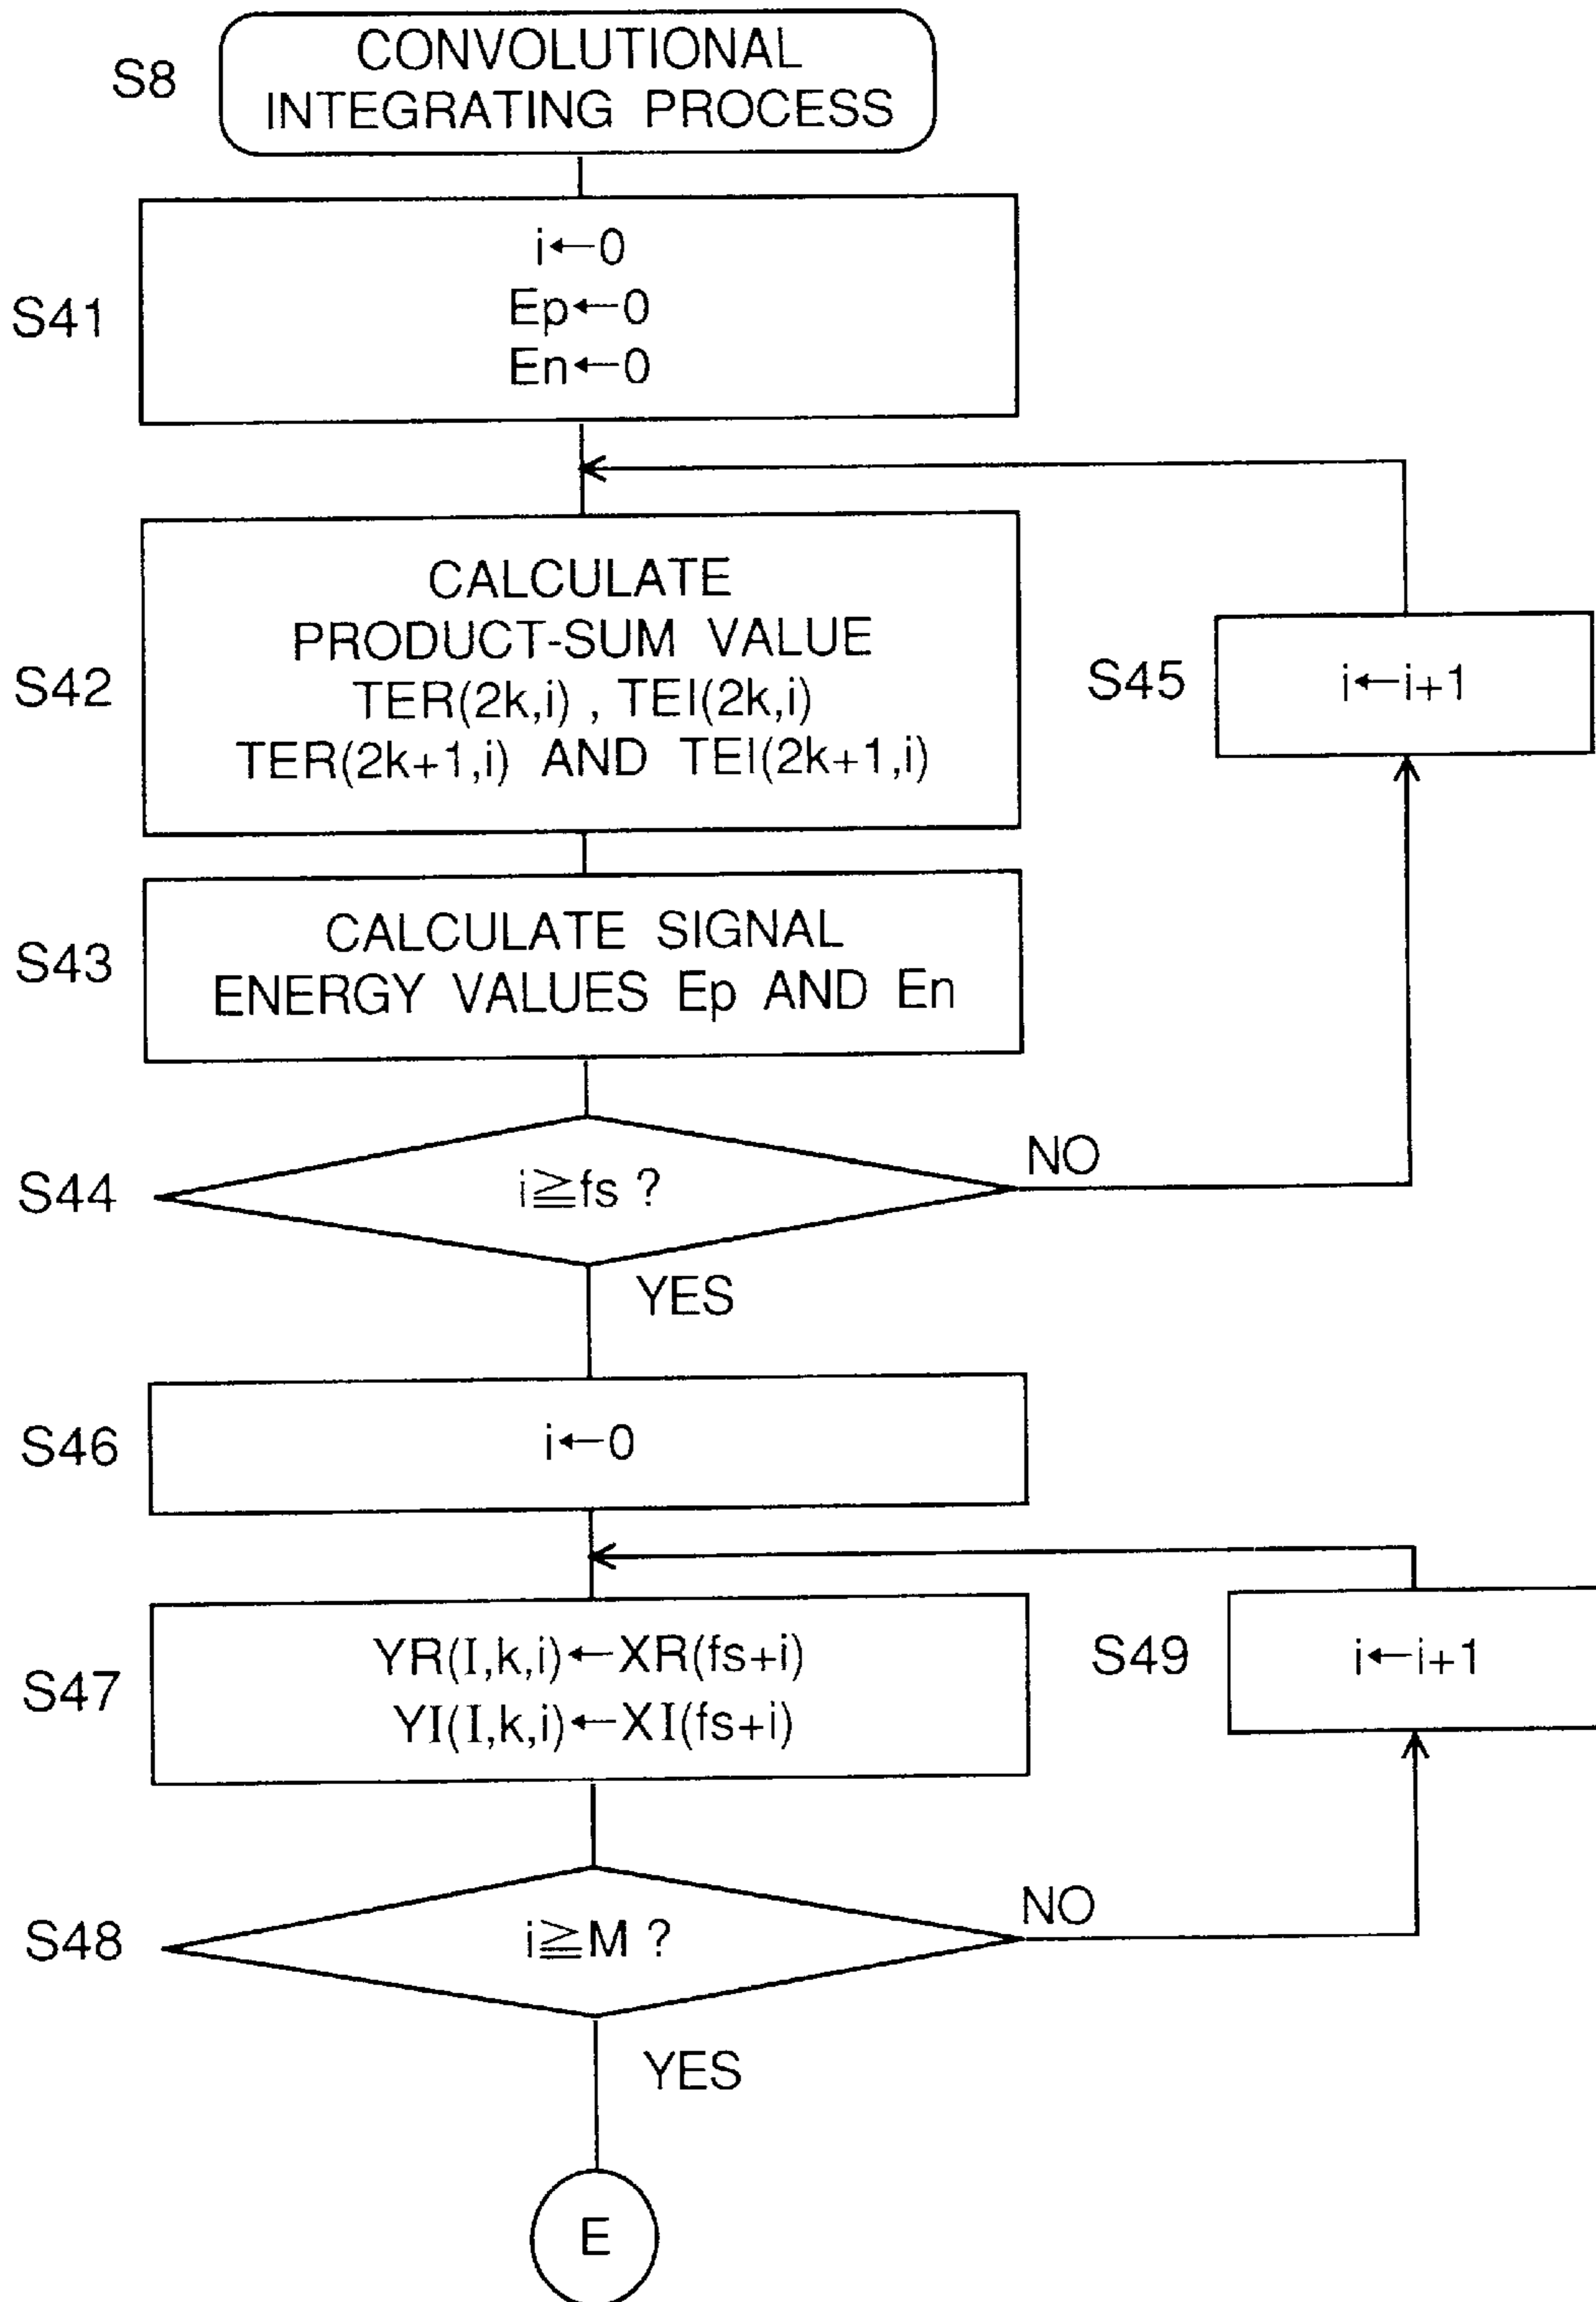 S8
CONVOLUTIONAL
INTEGRATING PROCESS
S41
i←0
Ep←0
En←0
S42
CALCULATE
PRODUCT-SUM VALUE
TER(2k,i) , TEI(2k,i)
TER(2k+1,i) AND TEI(2k+1,i)
S45
i←i+1
S43
CALCULATE SIGNAL
ENERGY VALUES Ep AND En
S44
i≧fs ?
NO
YES
S46
i←0
S47
YR(I,k,i)←XR(fs+i)
YI(I,k,i)←XI(fs+i)
S49
i←i+1
S48
i≧M ?
NO
YES
E